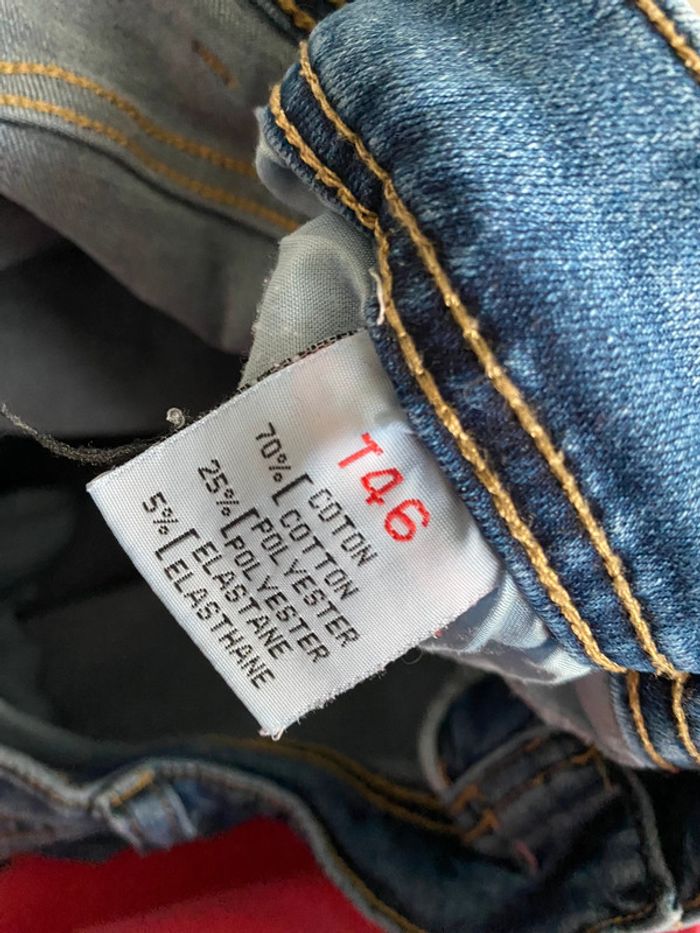 T46
70% [ COTON
COTTON
25% [ POLYESTER
POLYESTER
5% [ ELASTANE
ELASTHANE